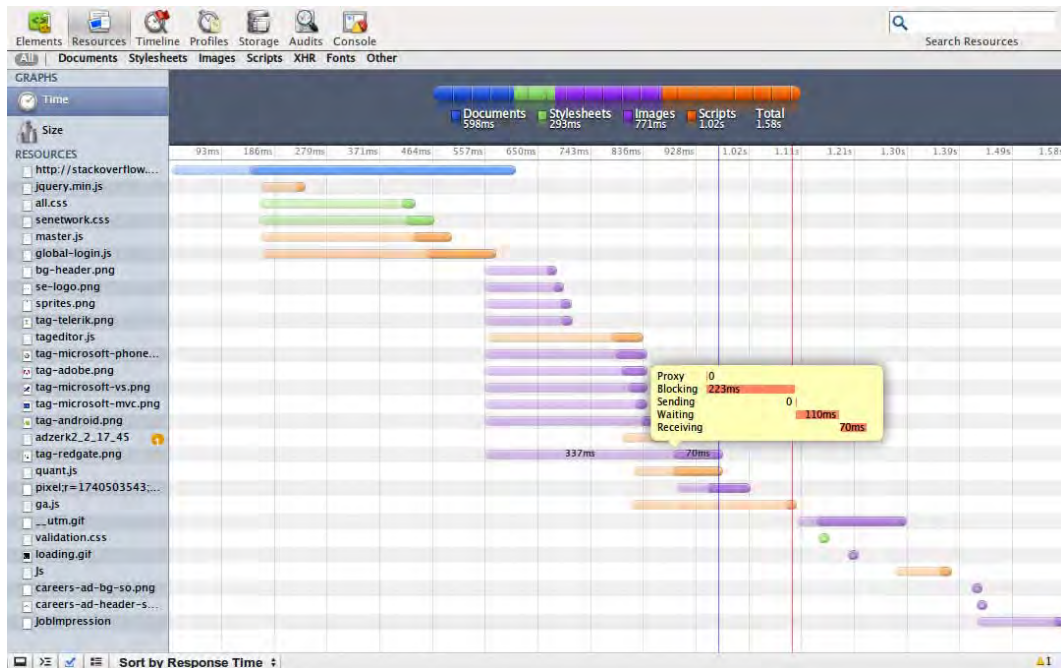 Elements Resources Timeline Profiles Storage Audits Console
Search Resources
All Documents Stylesheets Images Scripts XHR Fonts Other
GRAPHS
Time
Size
Documents 598ms Stylesheets 293ms Images 771ms Scripts 1.02s Total 1.58s
RESOURCES
93ms 186ms 279ms 371ms 464ms 557ms 650ms 743ms 836ms 928ms 1.02s 1.11s 1.21s 1.30s 1.39s 1.49s 1.58s
http://stackoverflow....
jquery.min.js
all.css
senetwork.css
master.js
global-login.js
bg-header.png
se-logo.png
sprites.png
tag-telerik.png
tageditor.js
tag-microsoft-phone...
tag-adobe.png
tag-microsoft-vs.png
tag-microsoft-mvc.png
tag-android.png
adzerk2_2_17_45
tag-redgate.png
337ms 70ms
Proxy 0
Blocking 223ms
Sending 0
Waiting 110ms
Receiving 70ms
quant.js
pixel;r=1740503543;...
ga.js
__utm.gif
validation.css
loading.gif
js
careers-ad-bg-so.png
careers-ad-header-s...
jobImpression
Sort by Response Time
1